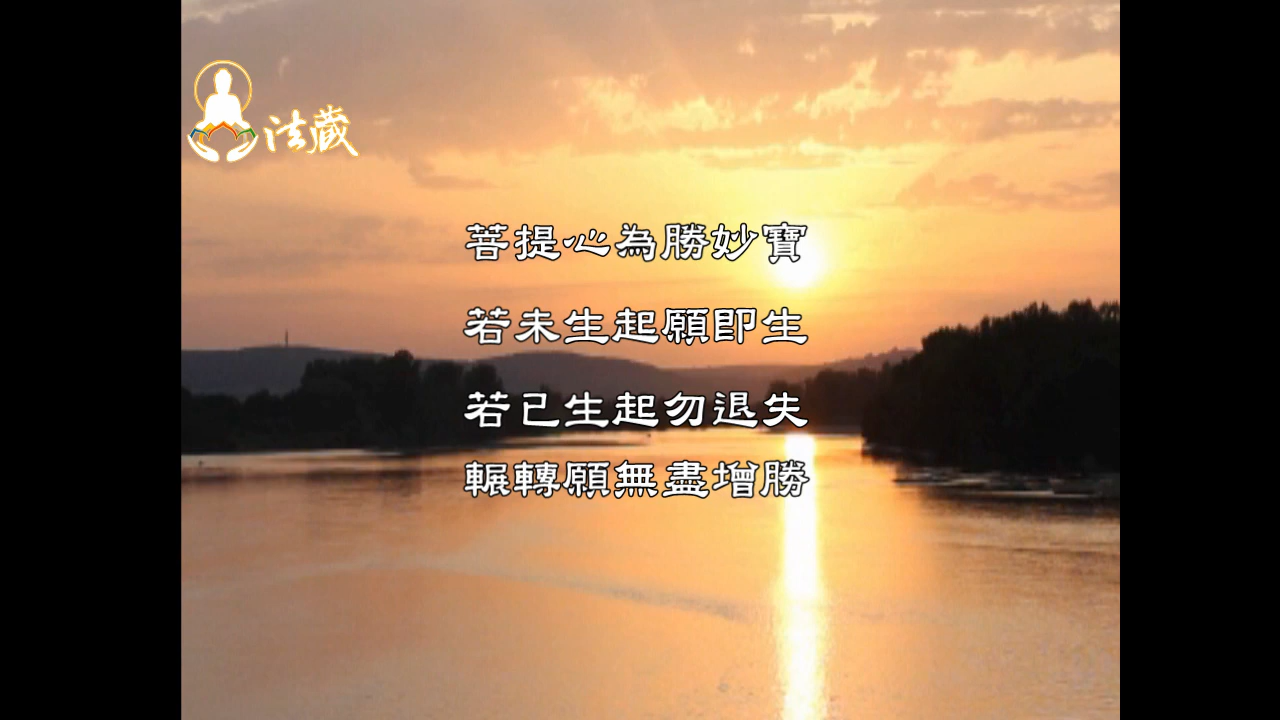 法藏
菩提心為勝妙寶
若未生起願即生
若已生起勿退失
輾轉願無盡增勝